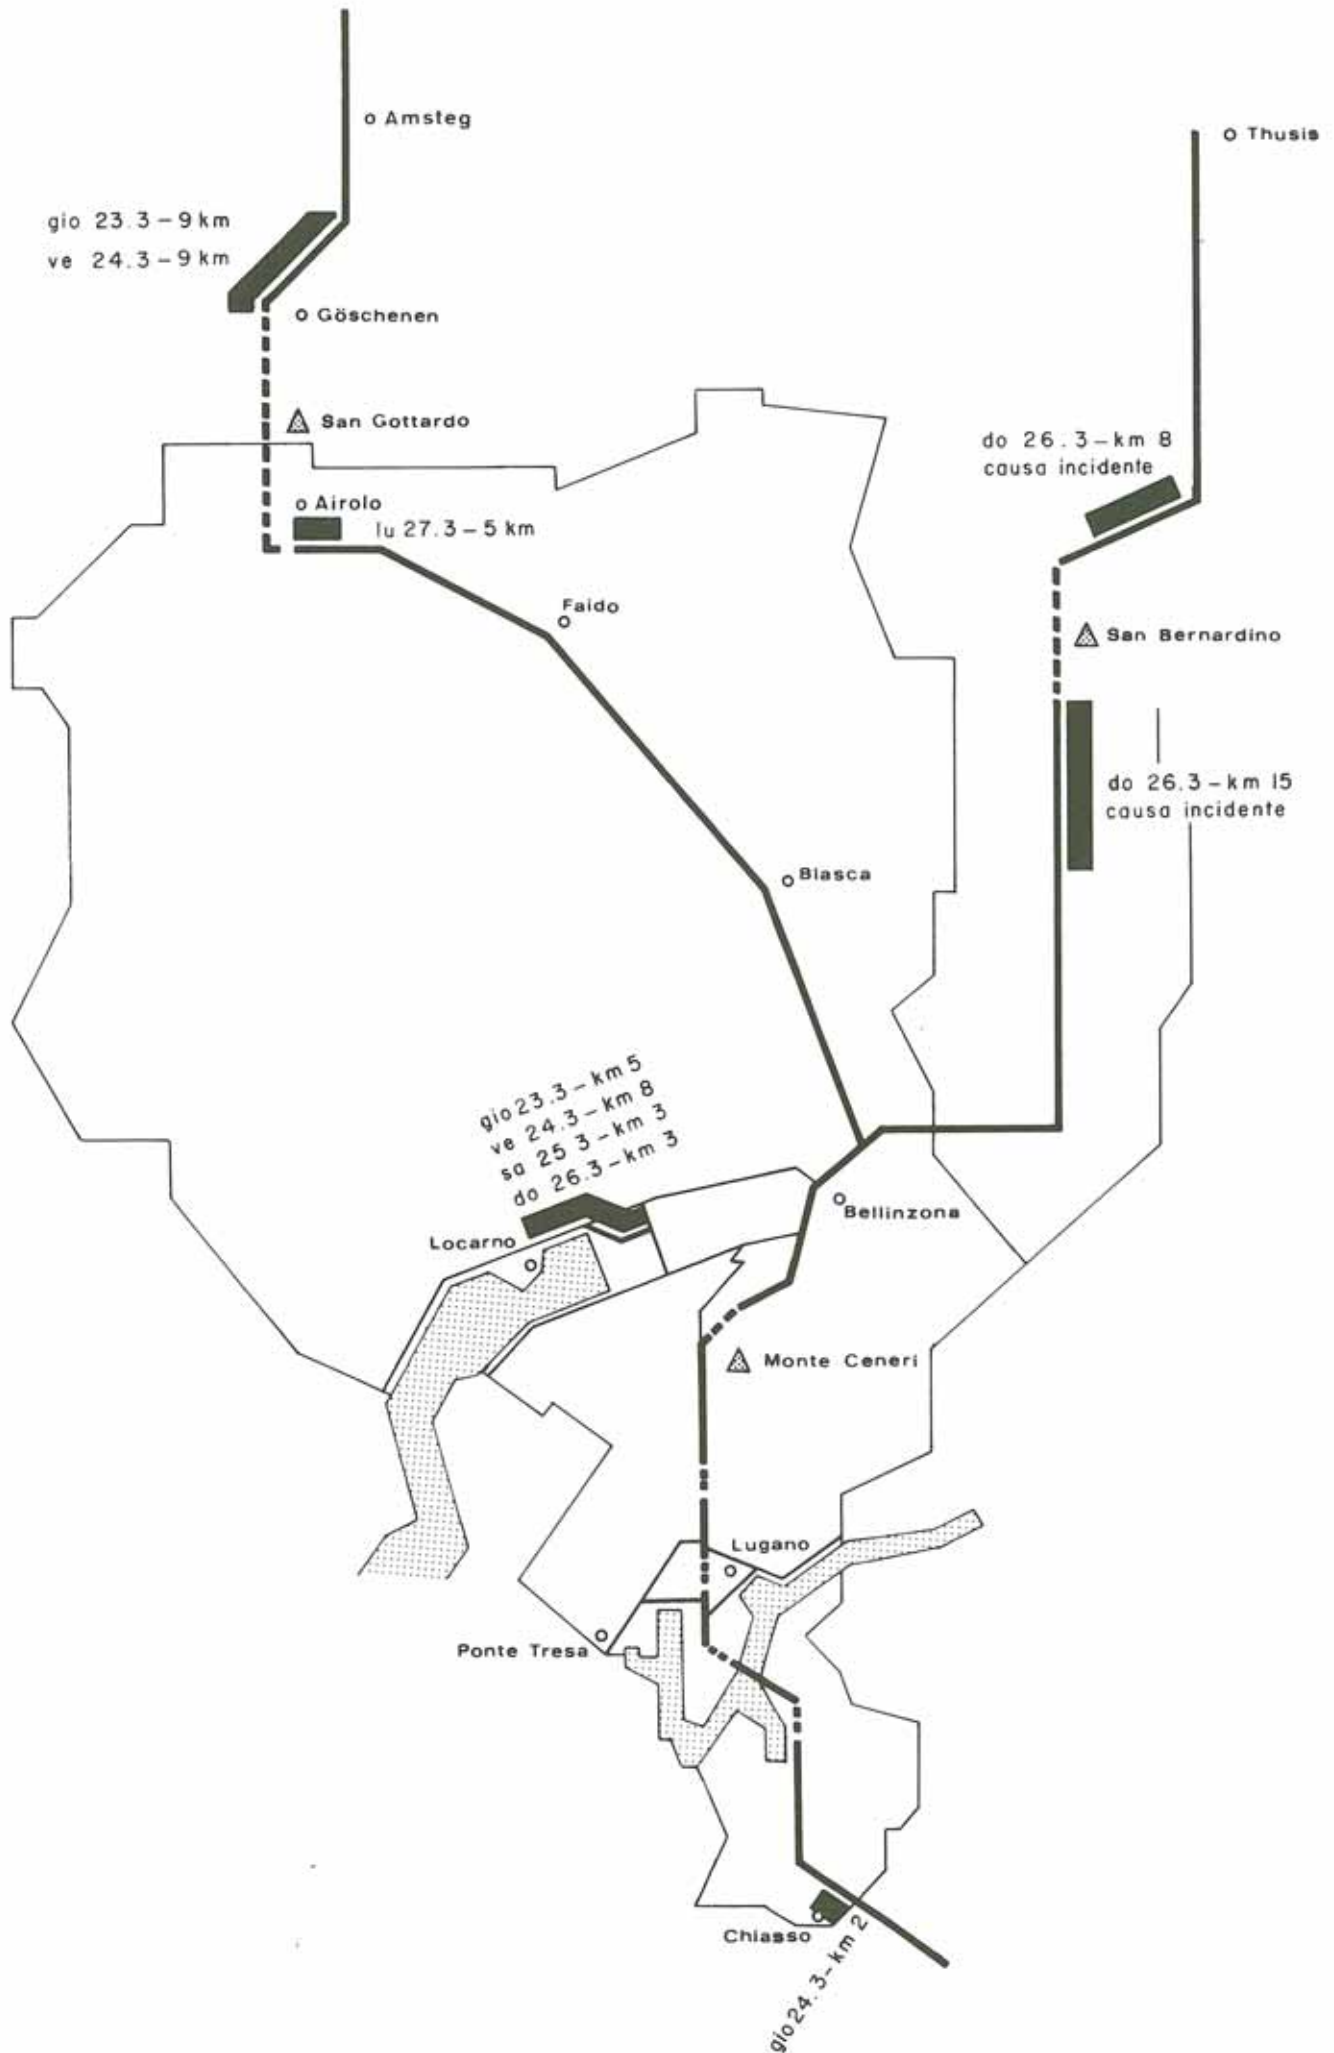 Amsteg
Thusis
gio 23.3-9 km
ve 24.3-9 km
Göschenen
San Gottardo
do 26.3-km 8
causa incidente
Airolo
lu 27.3-5 km
Faido
San Bernardino
do 26.3-km 15
causa incidente
Biasca
gio 23.3-km 5
ve 24.3-km 8
sa 25 3-km 3
do 26.3-km 3
Bellinzona
Locarno
Monte Ceneri
Lugano
Ponte Tresa
Chiasso
gio 24.3-km 2